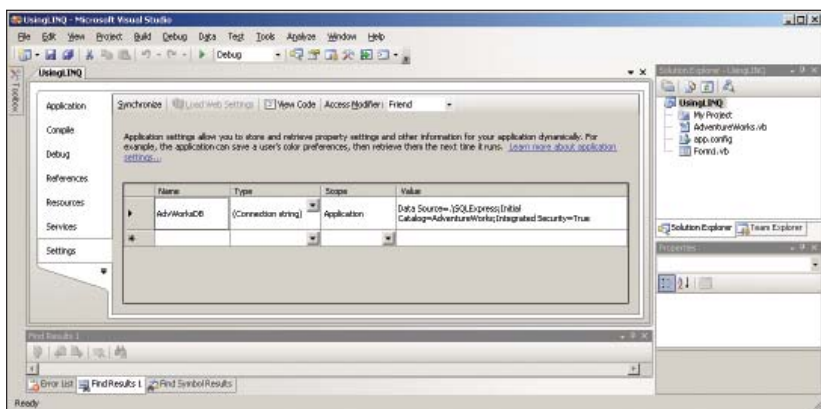 UsingLINQ - Microsoft Visual Studio
File Edit View Project Build Debug Data Test Tools Analyze Window Help
Debug
Toolbox
UsingLINQ
Application
Compile
Debug
References
Resources
Services
Settings
Synchronize Load Web Settings View Code Access Modifier: Friend
Application settings allow you to store and retrieve property settings and other information for your application dynamically. For
example, the application can save a user's color preferences, then retrieve them the next time it runs. Learn more about application
settings...
Name Type Scope Value
AdvWorksDB (Connection string) Application Data Source=.\SQLExpress;Initial
Catalog=AdventureWorks;Integrated Security=True
Solution Explorer - UsingLINQ
UsingLINQ
My Project
AdventureWorks.vb
app.config
Form1.vb
Solution Explorer Team Explorer
Properties
Find Results 1
Error List Find Results 1 Find Symbol Results
Ready